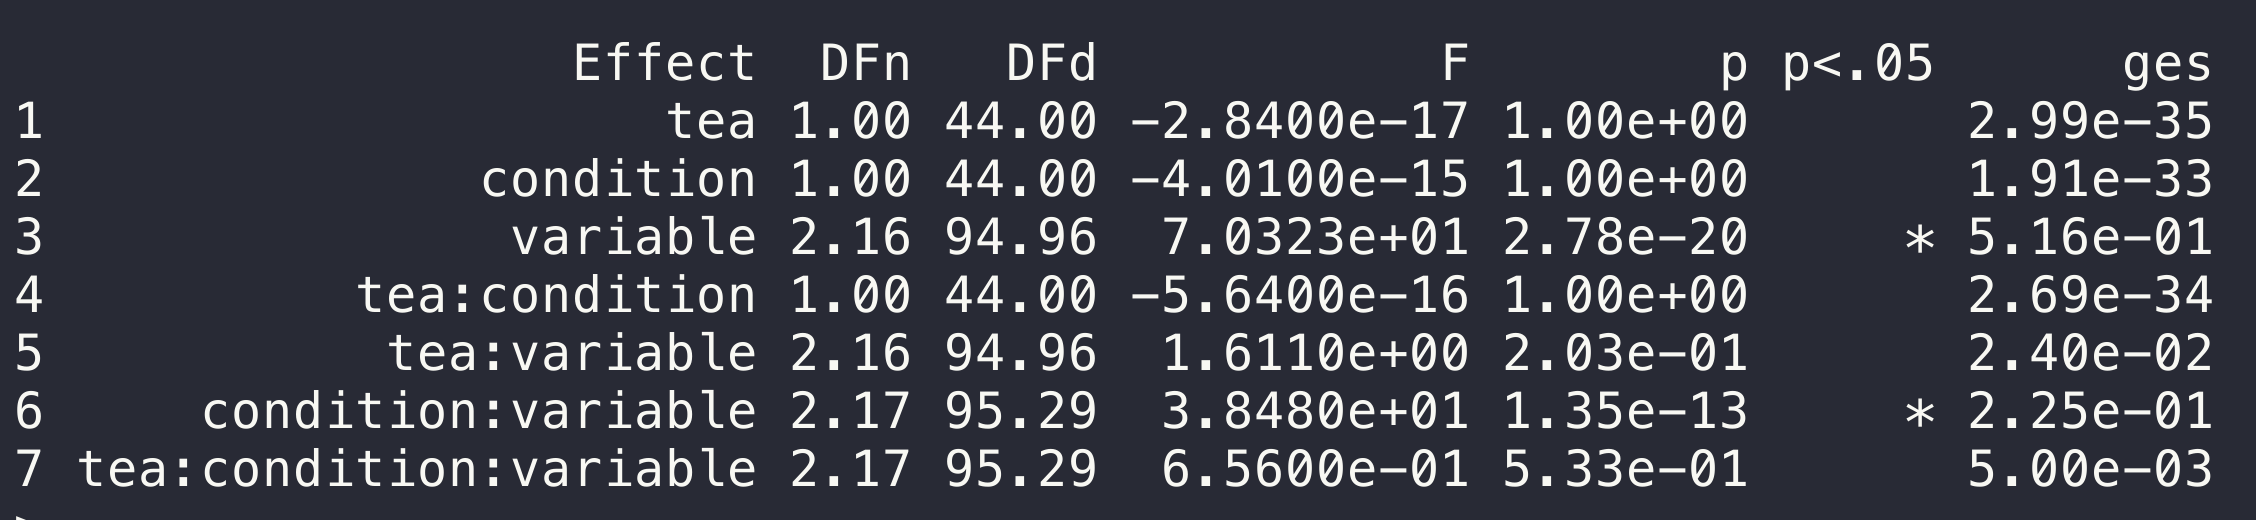 Effect DFn DFd F p p<.05 ges
1 tea 1.00 44.00 -2.8400e-17 1.00e+00 2.99e-35
2 condition 1.00 44.00 -4.0100e-15 1.00e+00 1.91e-33
3 variable 2.16 94.96 7.0323e+01 2.78e-20 * 5.16e-01
4 tea:condition 1.00 44.00 -5.6400e-16 1.00e+00 2.69e-34
5 tea:variable 2.16 94.96 1.6110e+00 2.03e-01 2.40e-02
6 condition:variable 2.17 95.29 3.8480e+01 1.35e-13 * 2.25e-01
7 tea:condition:variable 2.17 95.29 6.5600e-01 5.33e-01 5.00e-03